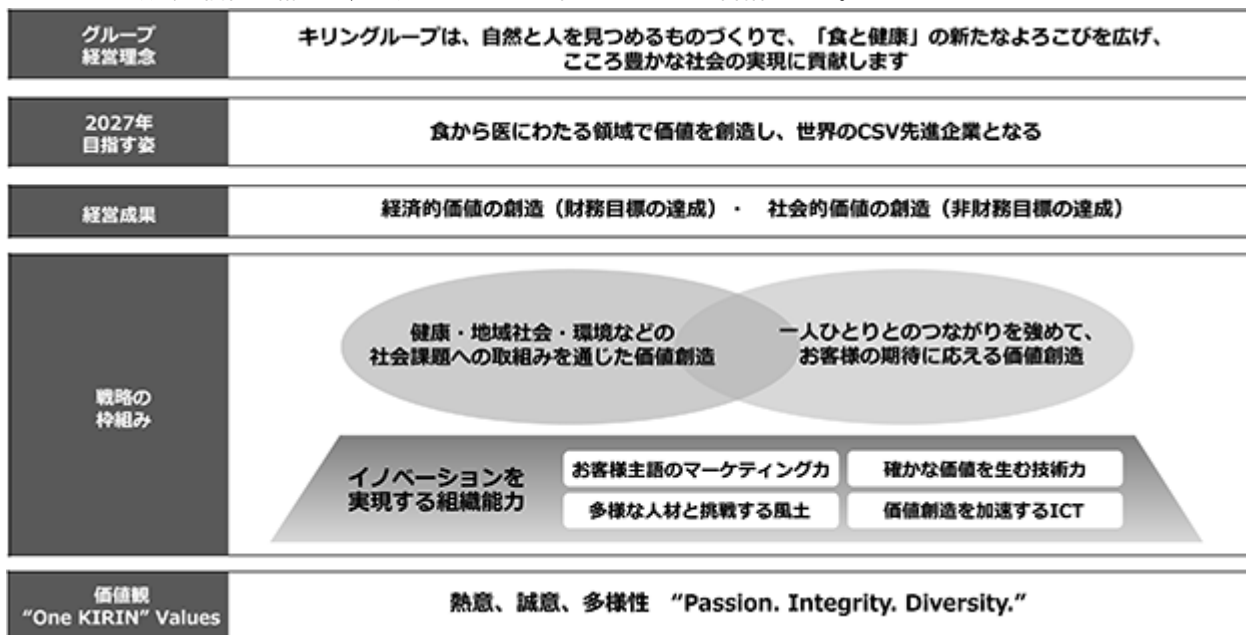 グループ
経営理念
キリングループは、自然と人を見つめるものづくりで、「食と健康」の新たなよろこびを広げ、
こころ豊かな社会の実現に貢献します
2027年
目指す姿
食から医にわたる領域で価値を創造し、世界のCSV先進企業となる
経営成果
経済的価値の創造（財務目標の達成）・ 社会的価値の創造（非財務目標の達成）
戦略の
枠組み
健康・地域社会・環境などの
社会課題への取組みを通じた価値創造
一人ひとりとのつながりを強めて、
お客様の期待に応える価値創造
イノベーションを
実現する組織能力
お客様主語のマーケティング力
確かな価値を生む技術力
多様な人材と挑戦する風土
価値創造を加速するICT
価値観
“One KIRIN” Values
熱意、誠意、多様性 “Passion. Integrity. Diversity.”